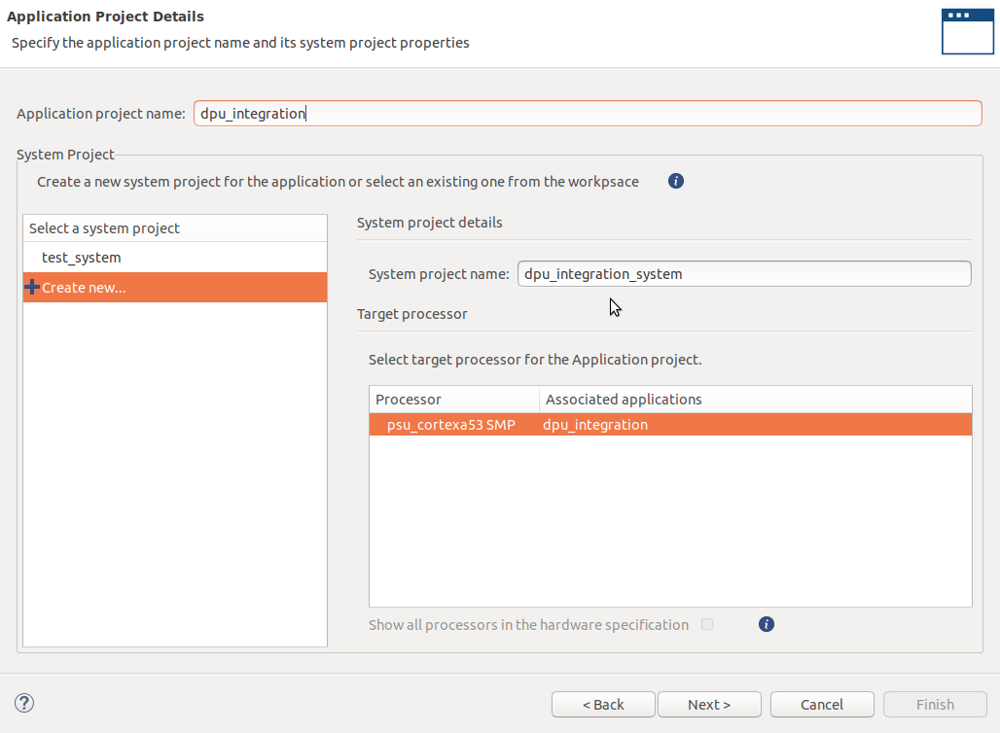 Application Project Details
Specify the application project name and its system project properties
Application project name: dpu_integration
System Project
Create a new system project for the application or select an existing one from the workpsace
Select a system project
test_system
Create new...
System project details
System project name: dpu_integration_system
Target processor
Select target processor for the Application project.
Processor Associated applications
psu_cortexa53 SMP dpu_integration
Show all processors in the hardware specification
< Back Next > Cancel Finish